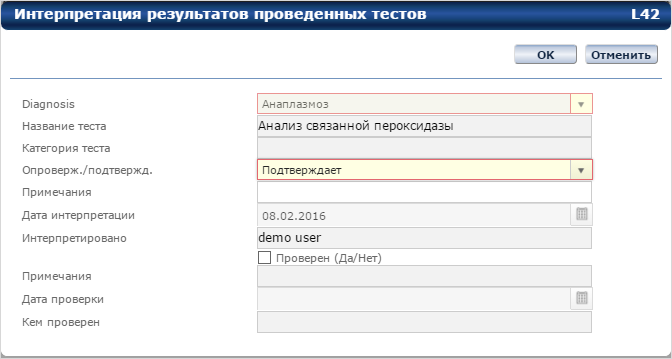 Интерпретация результатов проведенных тестов L42
OK Отменить
Diagnosis Анаплазмоз
Название теста Анализ связанной пероксидазы
Категория теста
Опроверж./подтвержд. Подтверждает
Примечания
Дата интерпретации 08.02.2016
Интерпретировано demo user
Проверен (Да/Нет)
Примечания
Дата проверки
Кем проверен